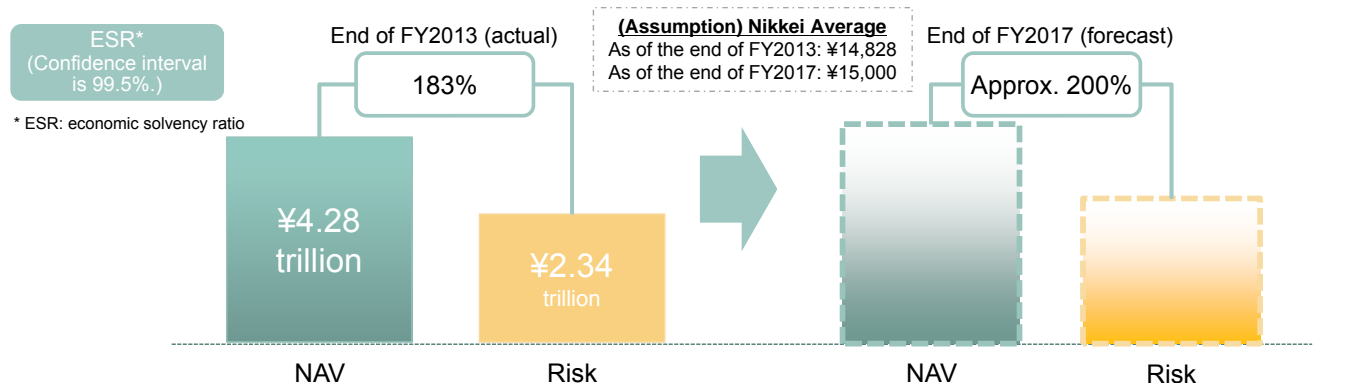 ESR*
(Confidence interval
is 99.5%.)
* ESR: economic solvency ratio
End of FY2013 (actual)
183%
¥4.28
trillion
¥2.34
trillion
NAV
Risk
(Assumption) Nikkei Average
As of the end of FY2013: ¥14,828
As of the end of FY2017: ¥15,000
End of FY2017 (forecast)
Approx. 200%
NAV
Risk